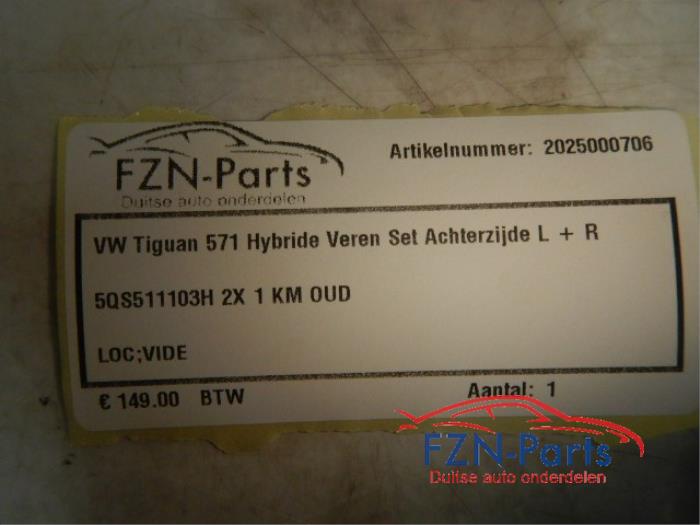 FZN-Parts
Duitse auto onderdelen
Artikelnummer: 2025000706
VW Tiguan 571 Hybride Veren Set Achterzijde L + R
5QS511103H 2X 1 KM OUD
LOC;VIDE
€ 149.00 BTW
Aantal: 1
FZN-Parts
Duitse auto onderdelen